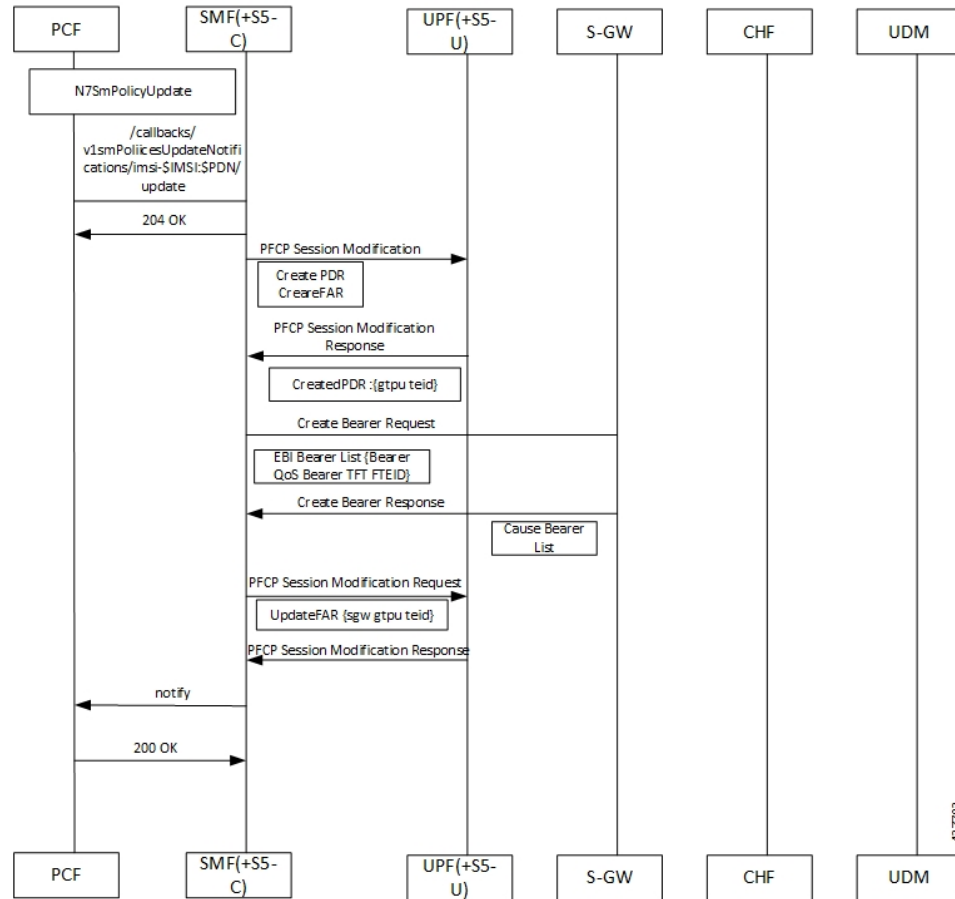 PCF
SMF(+S5-
C)
UPF(+S5-
U)
S-GW
CHF
UDM
N7SmPolicyUpdate
/callbacks/
v1smPoliicesUpdateNotifi
cations/imsi-$IMSI:$PDN/
update
204 OK
PFCP Session Modification
Create PDR
CreareFAR
PFCP Session Modification
Response
CreatedPDR :{gtpu teid}
Create Bearer Request
EBI Bearer List {Bearer
QoS Bearer TFT FTEID}
Create Bearer Response
Cause Bearer
List
PFCP Session Modification Request
UpdateFAR {sgw gtpu teid}
PFCP Session Modification Response
notify
200 OK
PCF
SMF(+S5-
C)
UPF(+S5-
U)
S-GW
CHF
UDM